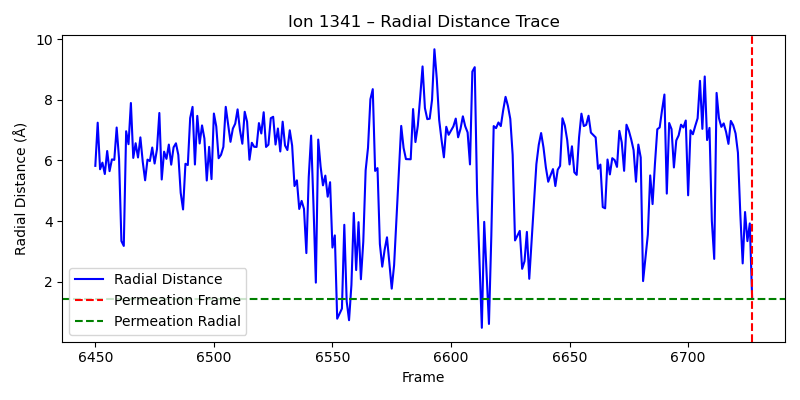 Ion 1341 – Radial Distance Trace
10
8
6
4
2
Radial Distance (Å)
Radial Distance
Permeation Frame
Permeation Radial
6450 6500 6550 6600 6650 6700
Frame